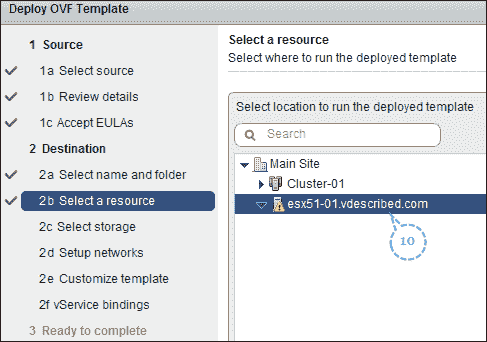 Deploy OVF Template
1 Source
1a Select source
1b Review details
1c Accept EULAs
2 Destination
2a Select name and folder
2b Select a resource
2c Select storage
2d Setup networks
2e Customize template
2f vService bindings
3 Ready to complete
Select a resource
Select where to run the deployed template
Select location to run the deployed template
Search
Main Site
Cluster-01
esx51-01.vdescribed.com
10